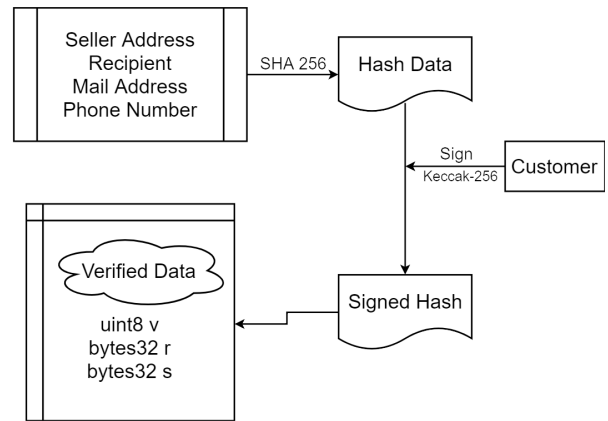 Seller Address
Recipient
Mail Address
Phone Number
SHA 256
Hash Data
Sign
Keccak-256
Customer
Verified Data
uint8 v
bytes32 r
bytes32 s
Signed Hash